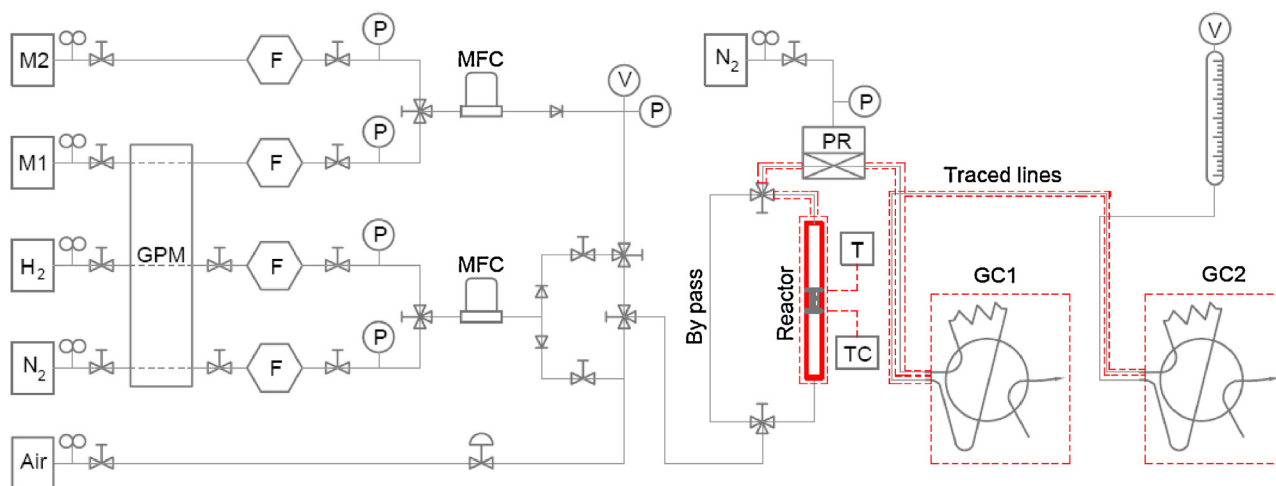 M2
F
P
MFC
V
P
M1
F
P
GPM
H2
F
P
MFC
N2
F
P
Air
N2
P
PR
By pass
Reactor
T
TC
Traced lines
GC1
GC2
V